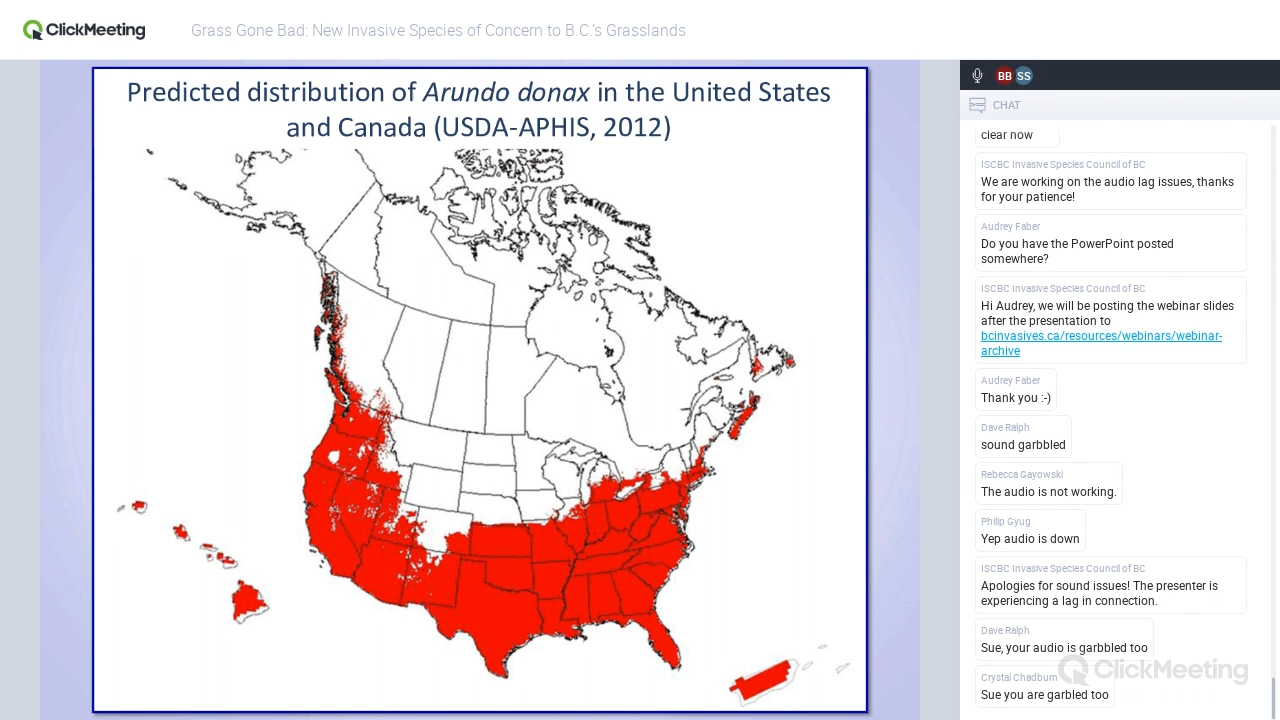 ClickMeeting
Grass Gone Bad: New Invasive Species of Concern to B.C.'s Grasslands
Predicted distribution of Arundo donax in the United States
and Canada (USDA-APHIS, 2012)
BB SS
CHAT
clear now
ISCBC Invasive Species Council of BC
We are working on the audio lag issues, thanks
for your patience!
Audrey Faber
Do you have the PowerPoint posted
somewhere?
ISCBC Invasive Species Council of BC
Hi Audrey, we will be posting the webinar slides
after the presentation to
bcinvasives.ca/resources/webinars/webinar-
archive
Audrey Faber
Thank you :-)
Dave Ralph
sound garbbled
Rebecca Gayowski
The audio is not working.
Philip Gyug
Yep audio is down
ISCBC Invasive Species Council of BC
Apologies for sound issues! The presenter is
experiencing a lag in connection.
Dave Ralph
Sue, your audio is garbbled too
Crystal Chadburn
Sue you are garbled too
ClickMeeting